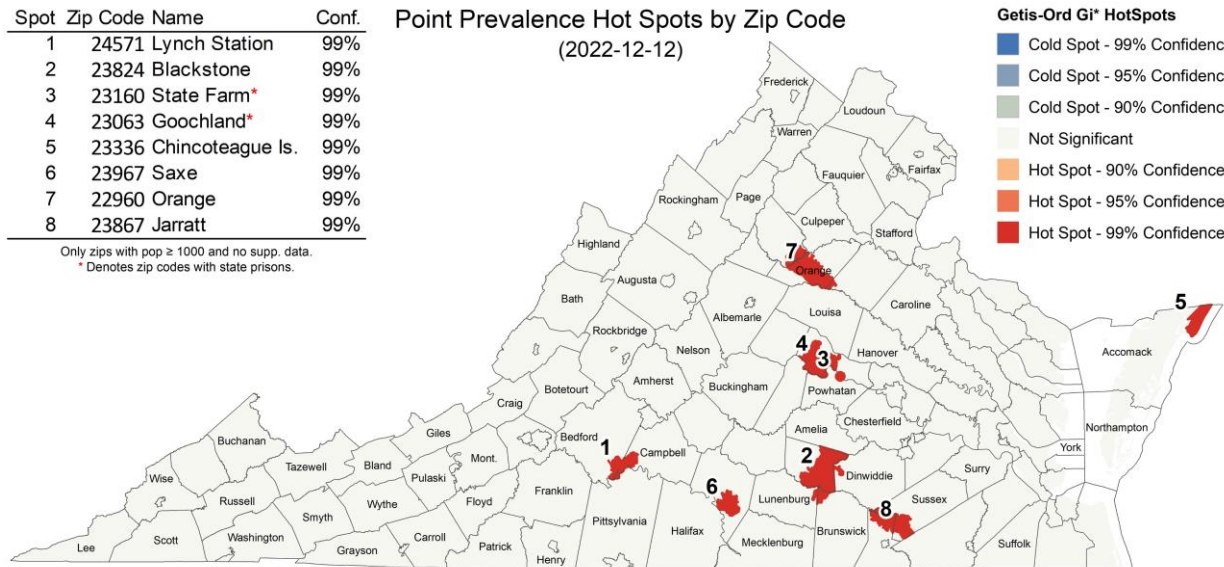 Point Prevalence Hot Spots by Zip Code
(2022-12-12)
Spot Zip Code Name Conf.
1 24571 Lynch Station 99%
2 23824 Blackstone 99%
3 23160 State Farm* 99%
4 23063 Goochland* 99%
5 23336 Chincoteague Is. 99%
6 23967 Saxe 99%
7 22960 Orange 99%
8 23867 Jarratt 99%
Only zips with pop ≥ 1000 and no supp. data.
* Denotes zip codes with state prisons.
Getis-Ord Gi* HotSpots
Cold Spot - 99% Confidenc
Cold Spot - 95% Confidenc
Cold Spot - 90% Confidenc
Not Significant
Hot Spot - 90% Confidence
Hot Spot - 95% Confidence
Hot Spot - 99% Confidence
Frederick
Loudoun
Warren
Fairfax
Fauquier
Page
Rockingham
Culpeper
Stafford
Highland
7
Orange
Augusta
Bath
Caroline
5
Louisa
Albemarle
Rockbridge
4
Hanover
Accomack
Nelson
3
Amherst
Buckingham
Powhatan
Botetourt
Craig
Chesterfield
Northampton
Amelia
Giles
Bedford
1
Campbell
York
Buchanan
2
Mont.
Bland
Tazewell
Dinwiddie
Surry
Pulaski
Wise
6
Franklin
Lunenburg
Sussex
Russell
Wythe
Floyd
8
Smyth
Pittsylvania
Halifax
Brunswick
Washington
Carroll
Scott
Mecklenburg
Suffolk
Lee
Grayson
Patrick
Henry